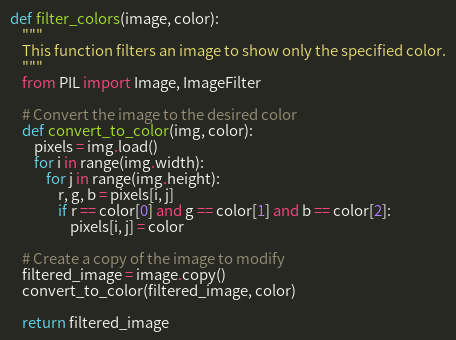 def filter_colors(image, color):
    """
    This function filters an image to show only the specified color.
    """
    from PIL import Image, ImageFilter

    # Convert the image to the desired color
    def convert_to_color(img, color):
        pixels = img.load()
        for i in range(img.width):
            for j in range(img.height):
                r, g, b = pixels[i, j]
                if r == color[0] and g == color[1] and b == color[2]:
                    pixels[i, j] = color

    # Create a copy of the image to modify
    filtered_image = image.copy()
    convert_to_color(filtered_image, color)

    return filtered_image